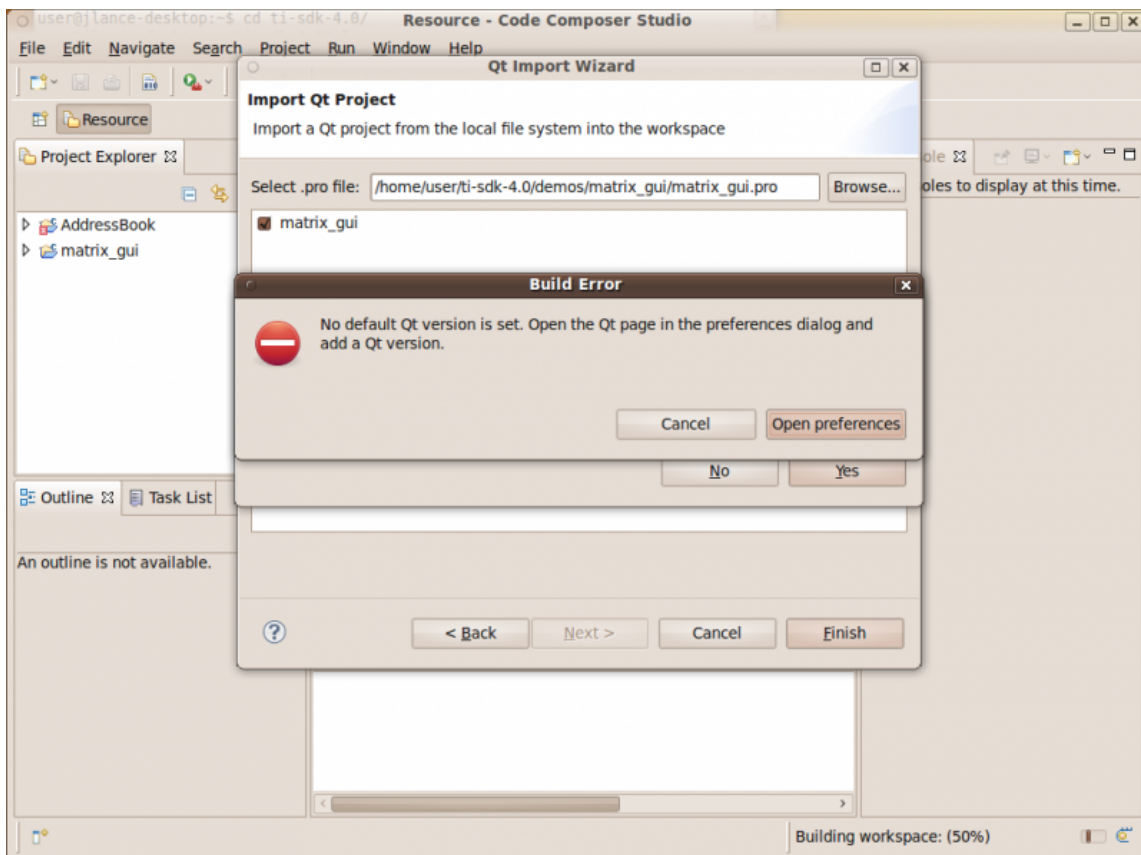 user@jlance-desktop:~$ cd ti-sdk-4.0/
Resource - Code Composer Studio
File Edit Navigate Search Project Run Window Help
Qt Import Wizard
Resource
Import Qt Project
Import a Qt project from the local file system into the workspace
Project Explorer
Select .pro file: /home/user/ti-sdk-4.0/demos/matrix_gui/matrix_gui.pro Browse...
oles to display at this time.
AddressBook
matrix_gui
matrix_gui
Build Error
No default Qt version is set. Open the Qt page in the preferences dialog and
add a Qt version.
Cancel Open preferences
No Yes
Outline Task List
An outline is not available.
< Back Next > Cancel Finish
Building workspace: (50%)